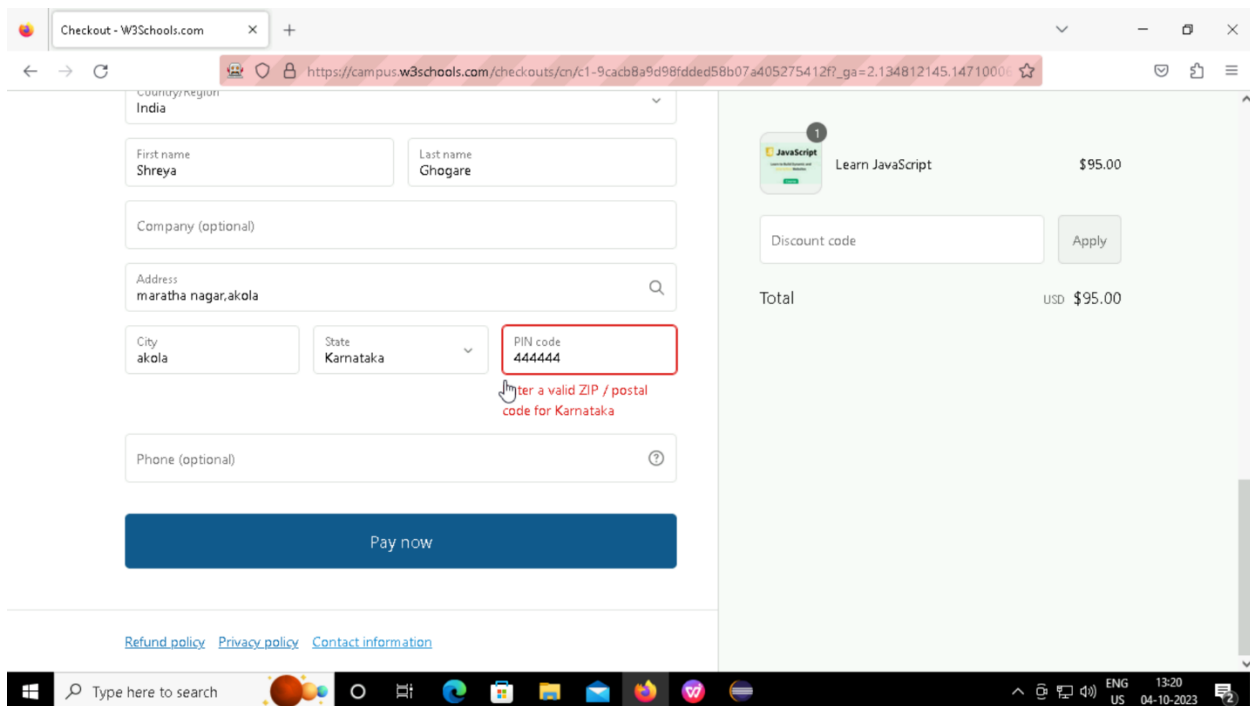 Checkout - W3Schools.com
https://campus.w3schools.com/checkouts/cn/c1-9cacb8a9d98fdded58b07a405275412f?_ga=2.134812145.14710006
Country/Region
India
First name
Shreya
Last name
Ghogare
Company (optional)
Address
maratha nagar,akola
City
akola
State
Karnataka
PIN code
444444
ter a valid ZIP / postal
code for Karnataka
Phone (optional)
Pay now
Refund policy Privacy policy Contact information
1
JavaScript
Learn JavaScript
$95.00
Discount code
Apply
Total
USD $95.00
Type here to search
ENG
US
13:20
04-10-2023
2